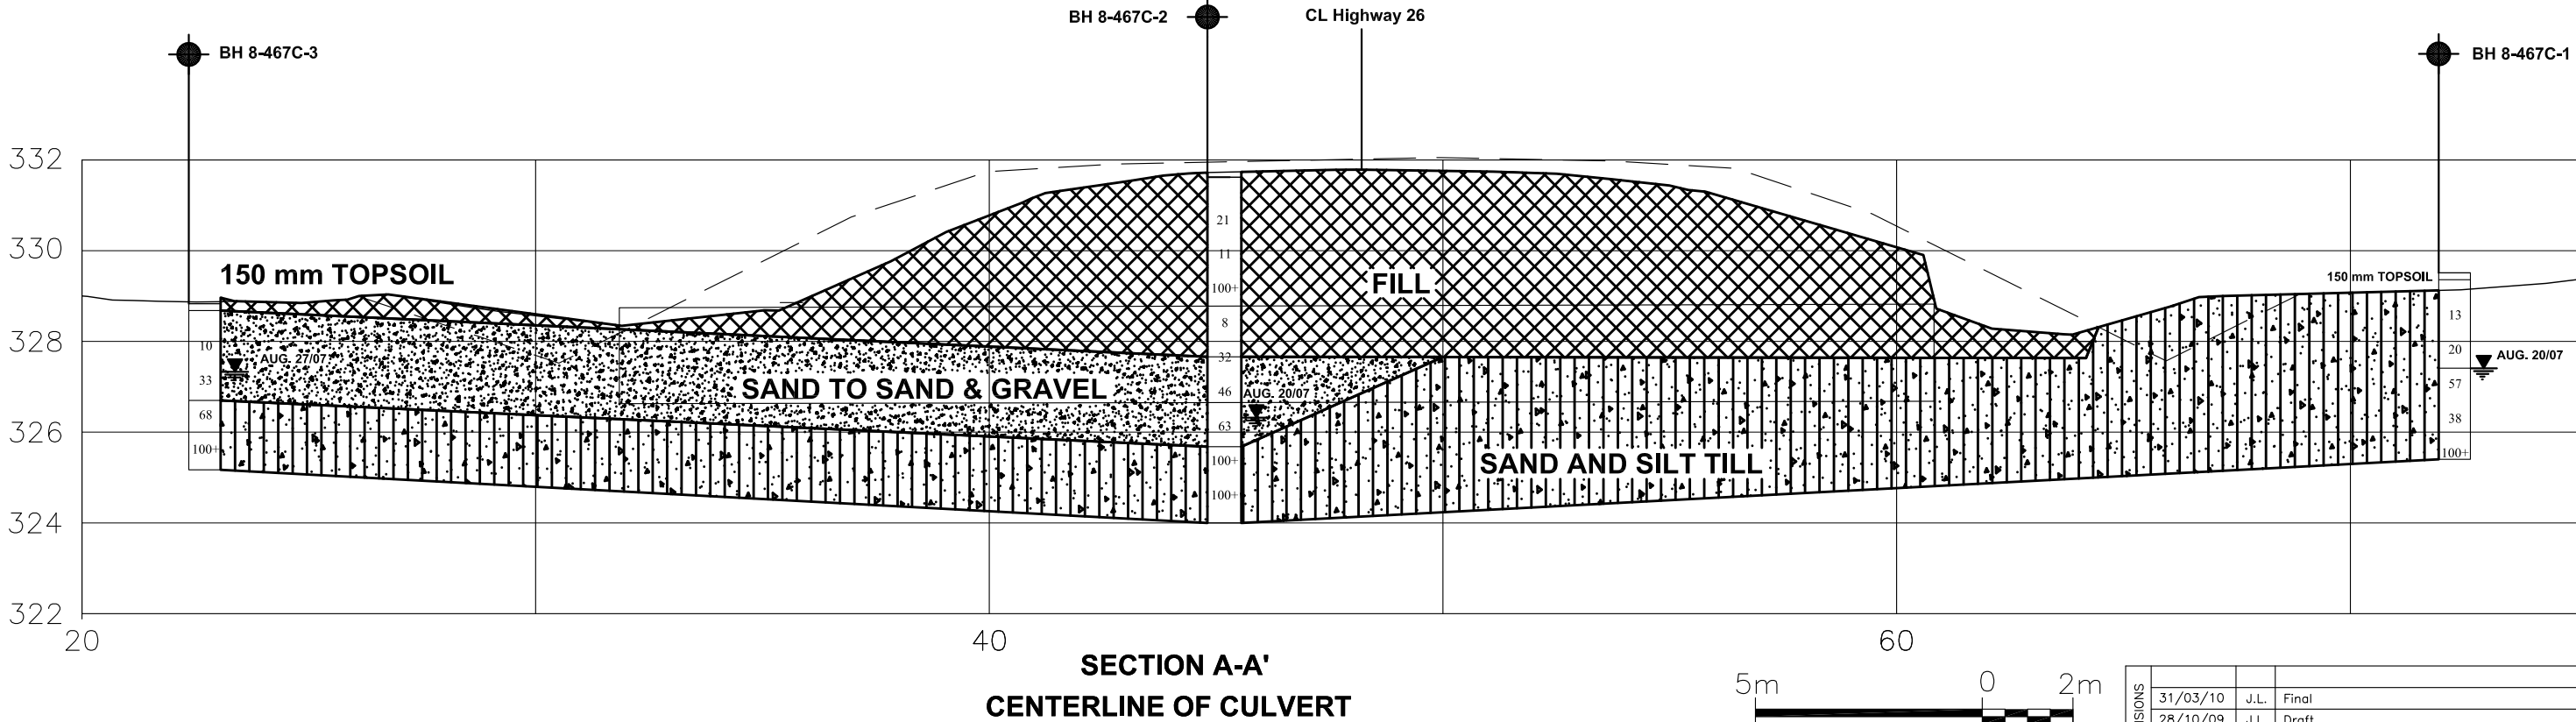 BH 8-467C-2
CL Highway 26
BH 8-467C-3
BH 8-467C-1
332
330
328
326
324
322
150 mm TOPSOIL
21
11
100+
8
32
46
63
100+
100+
FILL
150 mm TOPSOIL
10
33
68
100+
AUG. 27/07
SAND TO SAND & GRAVEL
AUG. 20/07
SAND AND SILT TILL
13
20
57
38
100+
AUG. 20/07
20
40
60
SECTION A-A'
CENTERLINE OF CULVERT
5m 0 2m
31/03/10 J.L. Final
28/10/09 J.L. Draft